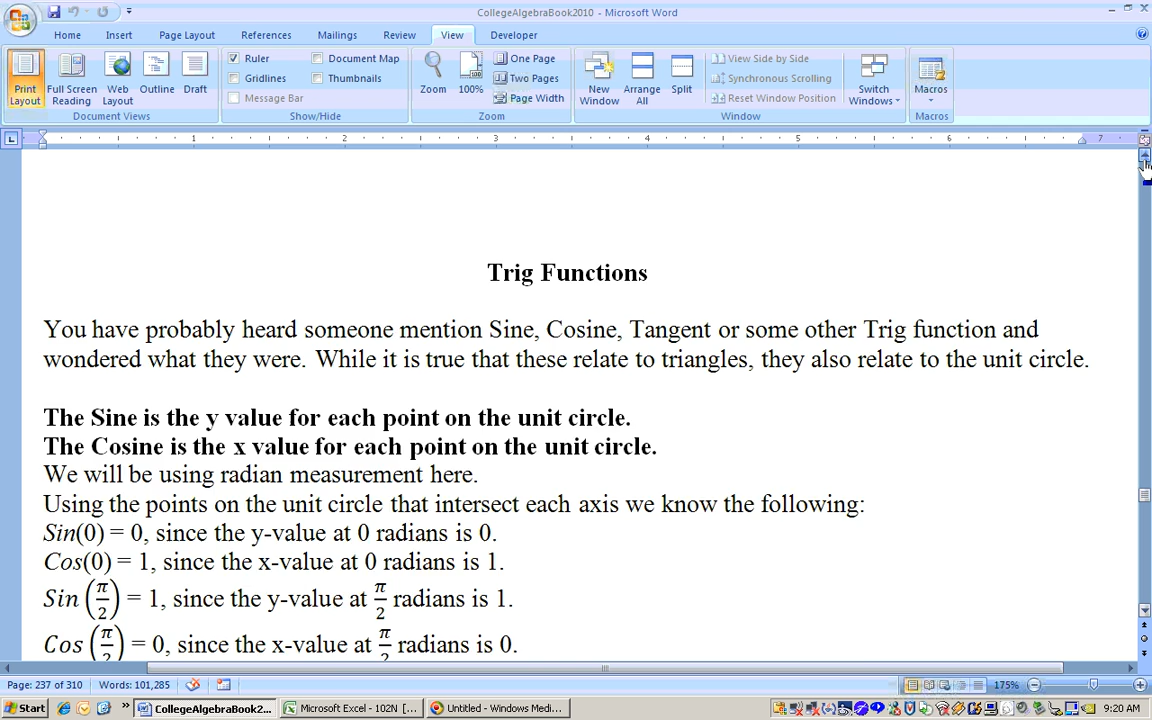 CollegeAlgebraBook2010 - Microsoft Word
Home Insert Page Layout References Mailings Review View Developer
Print Layout
Full Screen Reading
Web Layout
Outline
Draft
Document Views
Ruler
Gridlines
Message Bar
Document Map
Thumbnails
Show/Hide
Zoom
100%
One Page
Two Pages
Page Width
Zoom
New Window
Arrange All
Split
View Side by Side
Synchronous Scrolling
Reset Window Position
Switch Windows
Window
Macros
Macros
1 2 3 4 5 6 7
Trig Functions
You have probably heard someone mention Sine, Cosine, Tangent or some other Trig function and
wondered what they were. While it is true that these relate to triangles, they also relate to the unit circle.
The Sine is the y value for each point on the unit circle.
The Cosine is the x value for each point on the unit circle.
We will be using radian measurement here.
Using the points on the unit circle that intersect each axis we know the following:
Sin(0) = 0, since the y-value at 0 radians is 0.
Cos(0) = 1, since the x-value at 0 radians is 1.
Sin (π/2) = 1, since the y-value at π/2 radians is 1.
Cos (π/2) = 0, since the x-value at π/2 radians is 0.
Page: 237 of 310 Words: 101,285 175%
Start CollegeAlgebraBook2... Microsoft Excel - 102N [... Untitled - Windows Medi... 9:20 AM